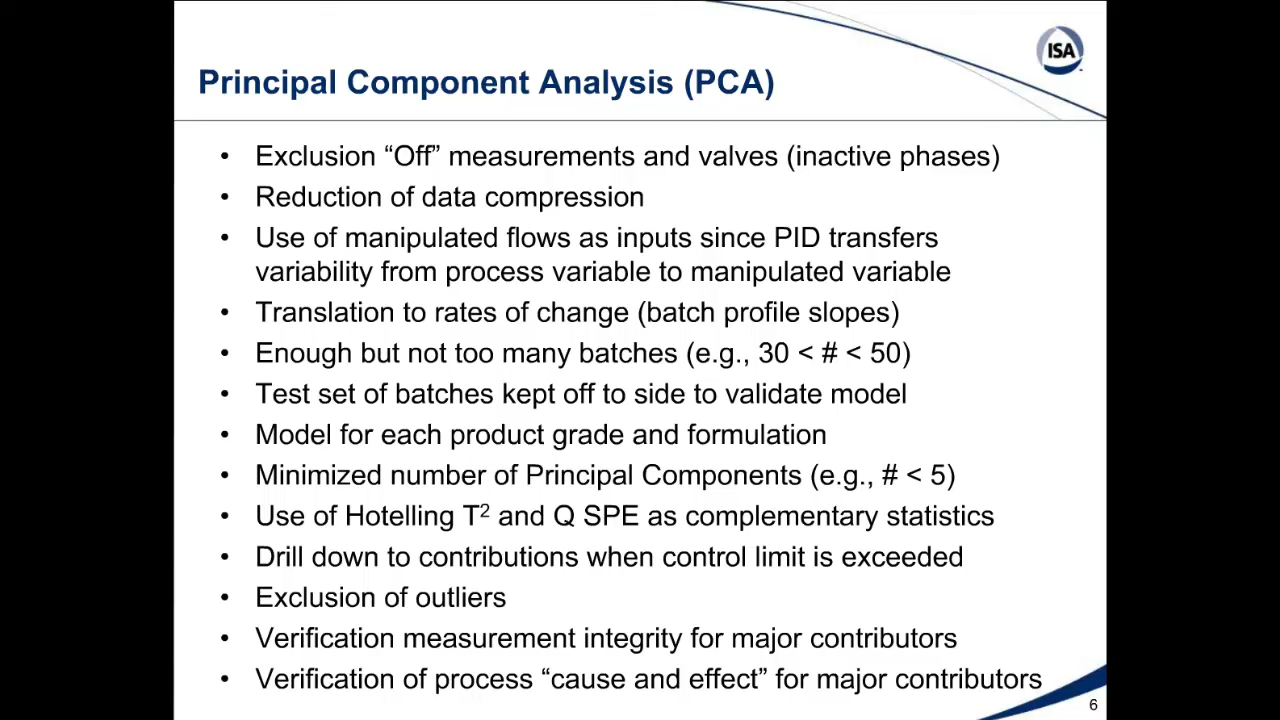 ISA
Principal Component Analysis (PCA)
• Exclusion “Off” measurements and valves (inactive phases)
• Reduction of data compression
• Use of manipulated flows as inputs since PID transfers
variability from process variable to manipulated variable
• Translation to rates of change (batch profile slopes)
• Enough but not too many batches (e.g., 30 < # < 50)
• Test set of batches kept off to side to validate model
• Model for each product grade and formulation
• Minimized number of Principal Components (e.g., # < 5)
• Use of Hotelling T² and Q SPE as complementary statistics
• Drill down to contributions when control limit is exceeded
• Exclusion of outliers
• Verification measurement integrity for major contributors
• Verification of process “cause and effect” for major contributors
6